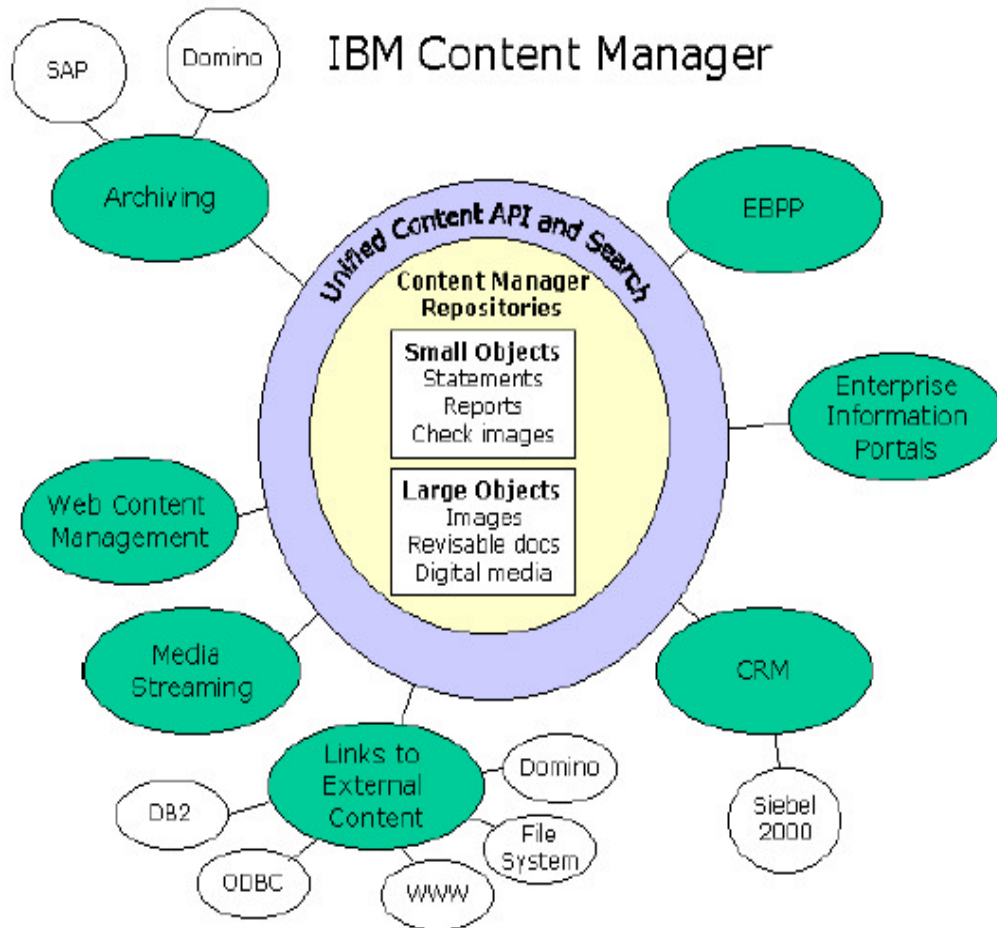 IBM Content Manager
SAP
Domino
Archiving
EBPP
Unified Content API and Search
Content Manager
Repositories
Small Objects
Statements
Reports
Check images
Large Objects
Images
Revisable docs
Digital media
Enterprise
Information
Portals
Web Content
Management
Media
Streaming
CRM
Links to
External
Content
Domino
DB2
File
System
ODBC
WWW
Siebel
2000